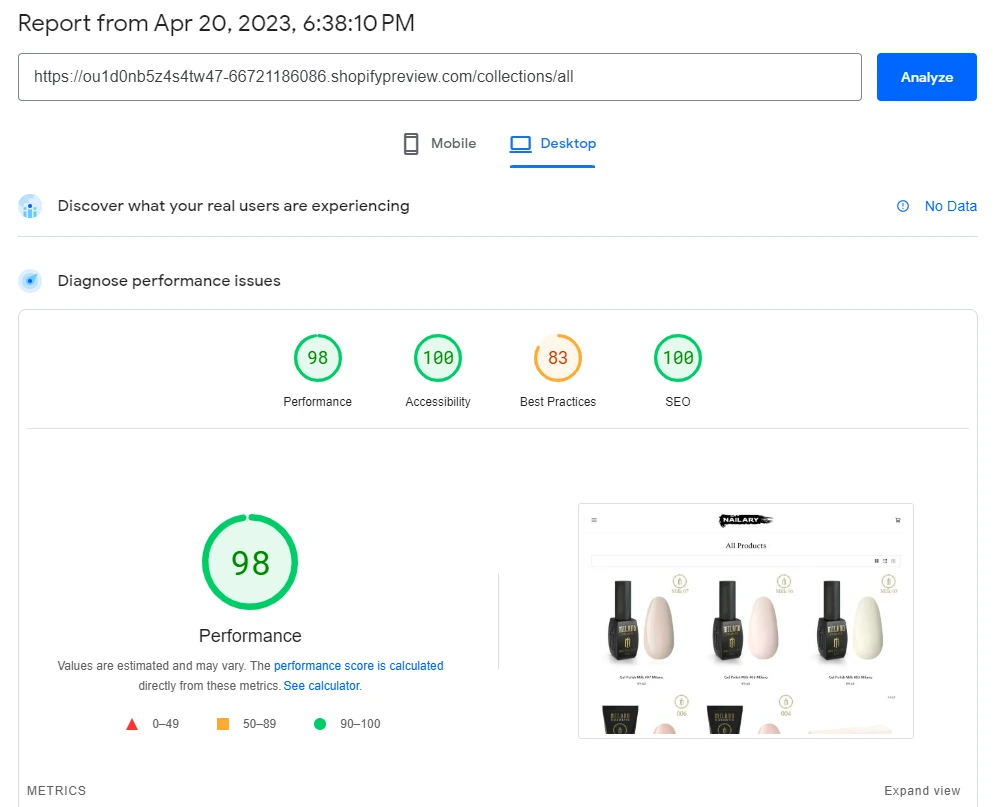 Report from Apr 20, 2023, 6:38:10 PM
https://ou1d0nb5z4s4tw47-66721186086.shopifypreview.com/collections/all
Analyze
Mobile
Desktop
Discover what your real users are experiencing
No Data
Diagnose performance issues
98
100
83
100
Performance
Accessibility
Best Practices
SEO
98
Performance
Values are estimated and may vary. The performance score is calculated
directly from these metrics. See calculator.
0–49
50–89
90–100
NAILARY
All Products
METRICS
Expand view